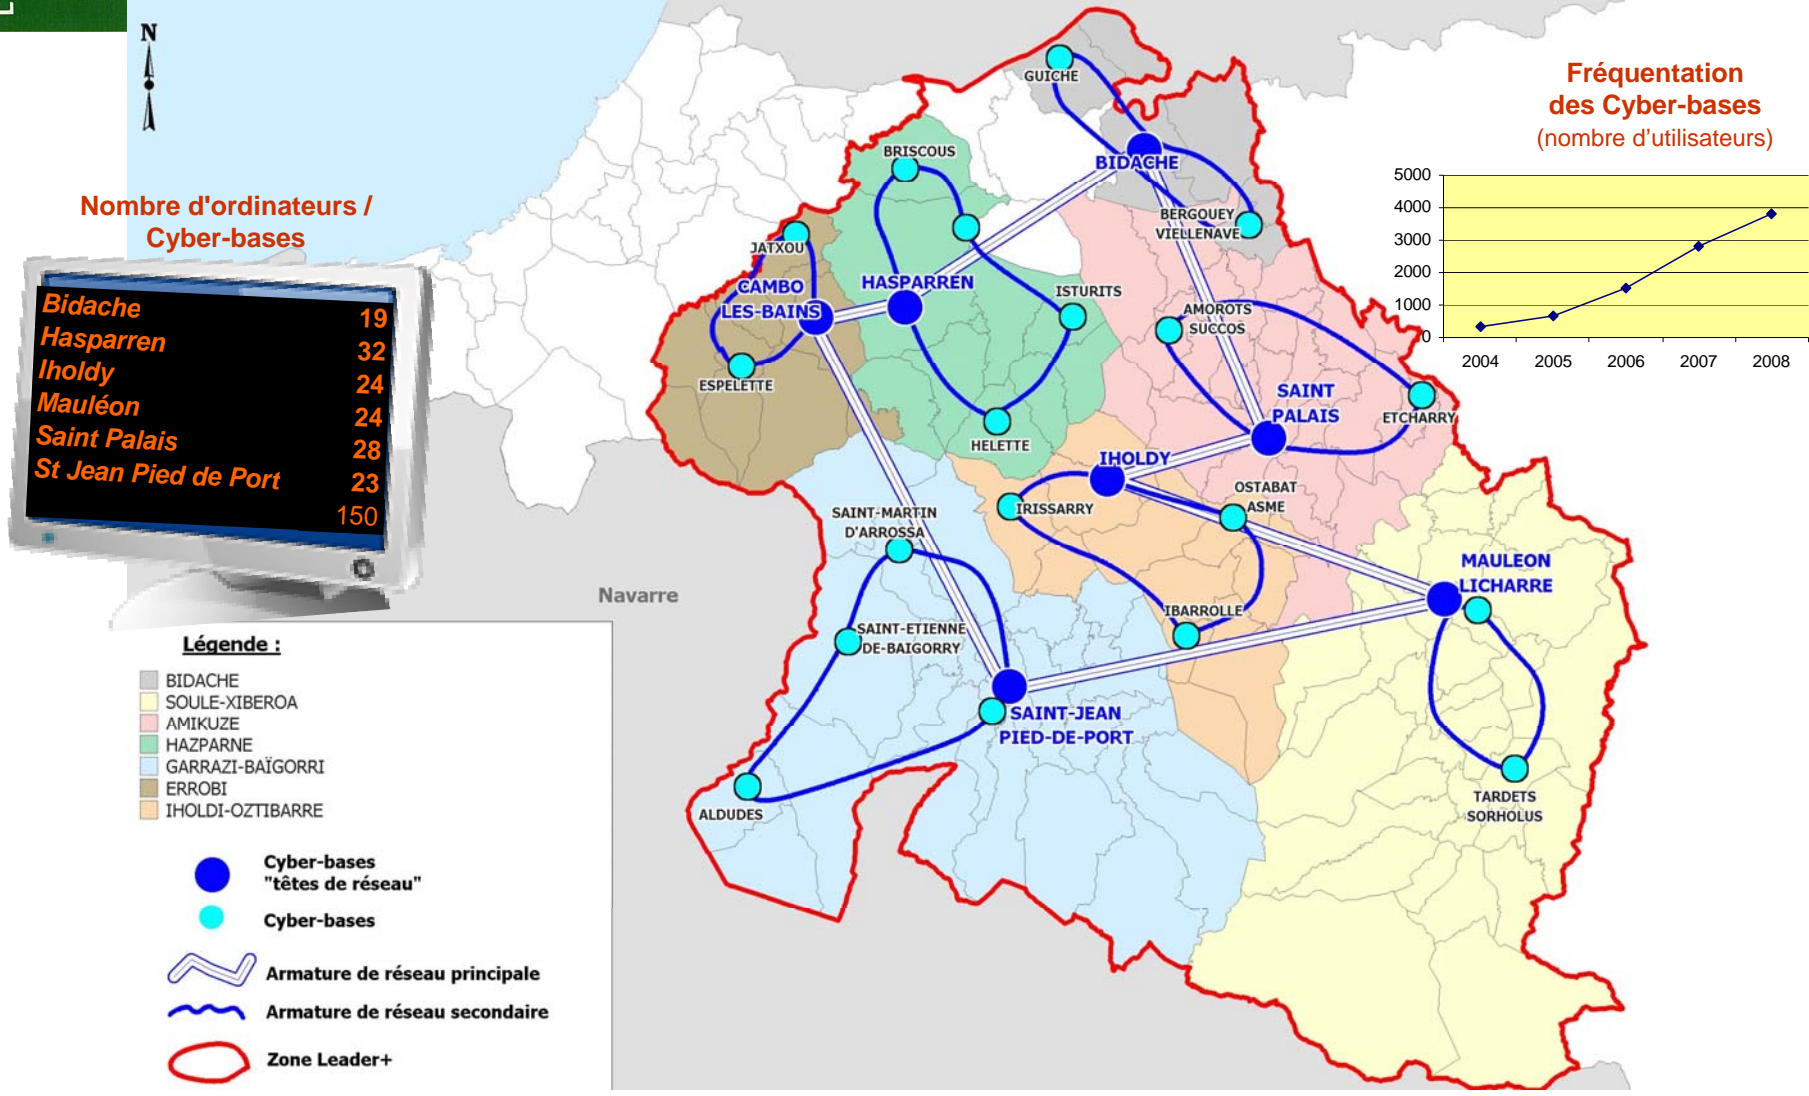 N
Nombre d'ordinateurs /
Cyber-bases
Bidache 19
Hasparren 32
Iholdy 24
Mauléon 24
Saint Palais 28
St Jean Pied de Port 23
150
Fréquentation
des Cyber-bases
(nombre d'utilisateurs)
5000
4000
3000
2000
1000
0
2004 2005 2006 2007 2008
GUICHE
BIDACHE
BRISCOUS
BERGOUEY
VIELLENAVE
JATXOU
CAMBO
LES-BAINS
HASPARREN
ISTURITS
AMOROTS
SUCCOS
ESPELETTE
SAINT
PALAIS
ETCHARRY
HELETTE
IHOLDY
IRISSARRY
OSTABAT
ASME
SAINT-MARTIN
D'ARROSSA
MAULEON
LICHARRE
Navarre
IBARROLLE
SAINT-ETIENNE
DE-BAIGORRY
SAINT-JEAN
PIED-DE-PORT
ALDUDES
TARDETS
SORHOLUS
Légende :
BIDACHE
SOULE-XIBEROA
AMIKUZE
HAZPARNE
GARRAZI-BAÏGORRI
ERROBI
IHOLDI-OZTIBARRE
Cyber-bases
"têtes de réseau"
Cyber-bases
Armature de réseau principale
Armature de réseau secondaire
Zone Leader+